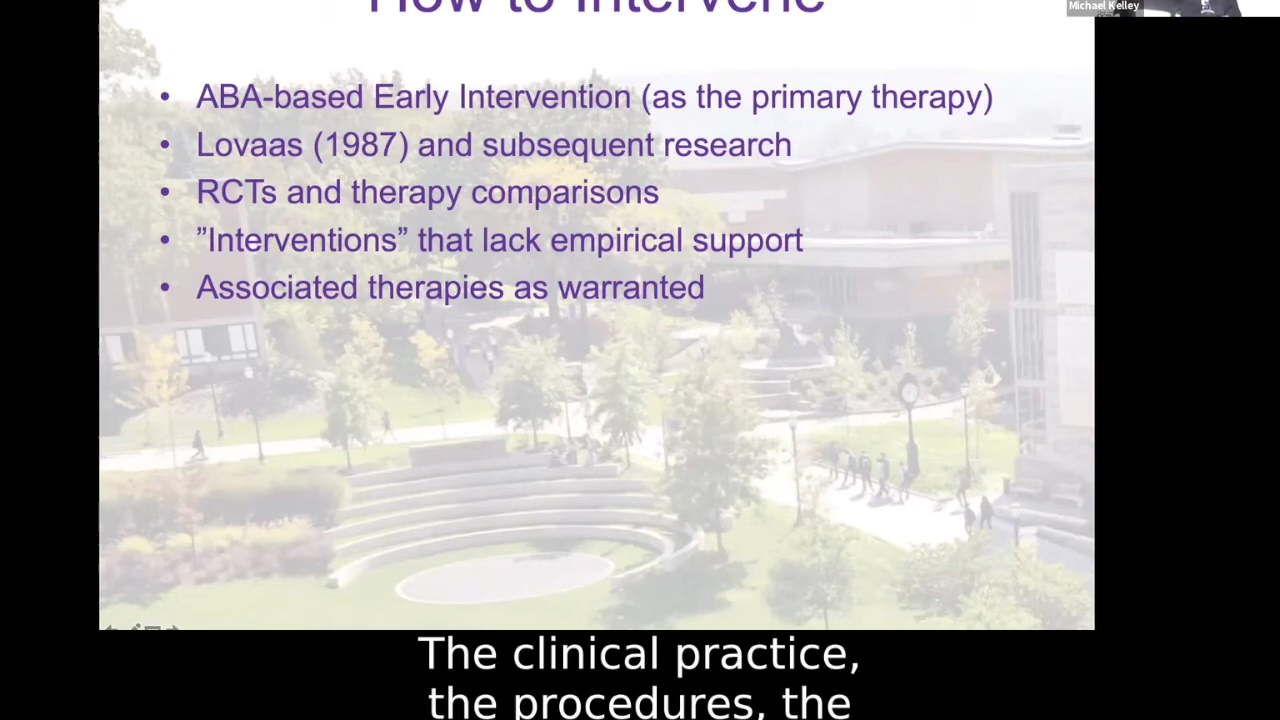 How to Intervene
Michael Kelley
• ABA-based Early Intervention (as the primary therapy)
• Lovaas (1987) and subsequent research
• RCTs and therapy comparisons
• ”Interventions” that lack empirical support
• Associated therapies as warranted
The clinical practice,
the procedures, the